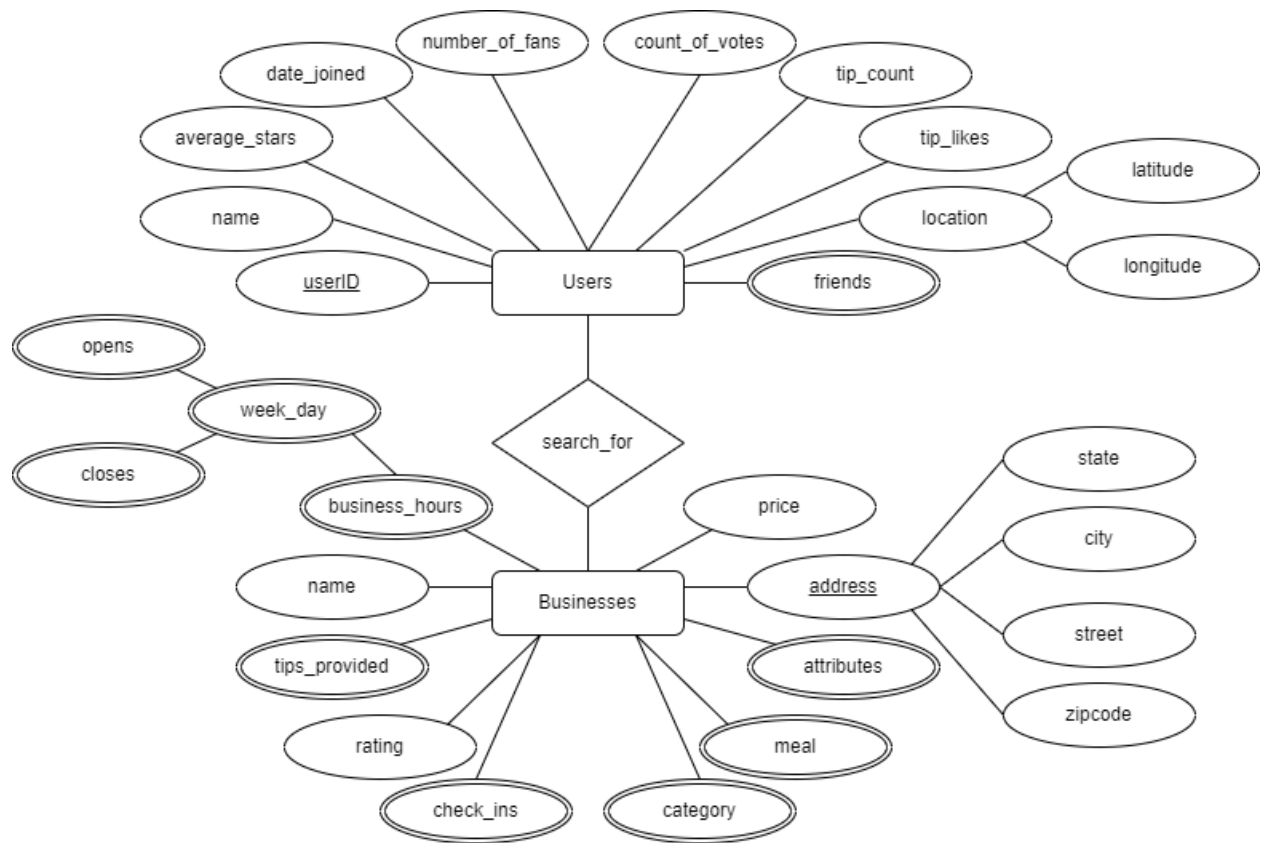 number_of_fans
count_of_votes
date_joined
tip_count
average_stars
tip_likes
latitude
name
location
longitude
userID
Users
friends
opens
week_day
search_for
closes
state
business_hours
price
city
name
Businesses
address
street
tips_provided
attributes
zipcode
rating
meal
check_ins
category